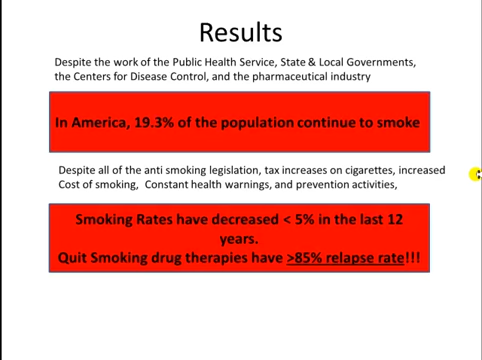 Results
Despite the work of the Public Health Service, State & Local Governments,
the Centers for Disease Control, and the pharmaceutical industry
In America, 19.3% of the population continue to smoke
Despite all of the anti smoking legislation, tax increases on cigarettes, increased
Cost of smoking, Constant health warnings, and prevention activities,
Smoking Rates have decreased < 5% in the last 12
years.
Quit Smoking drug therapies have >85% relapse rate!!!